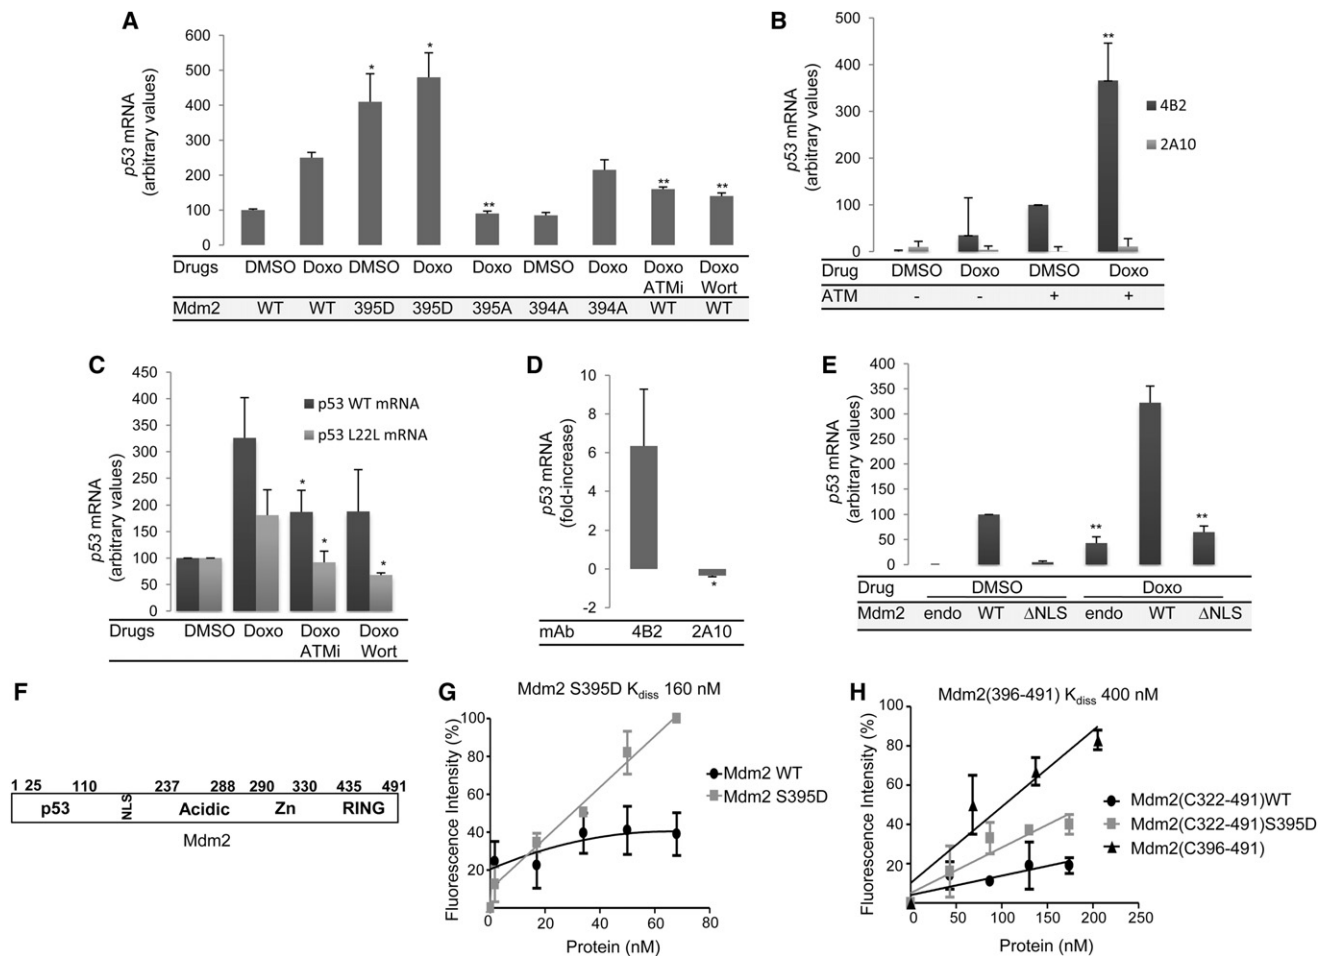 A
p53 mRNA
(arbitrary values)
600
500
400
300
200
100
0
*
*
**
**
**
Drugs DMSO Doxo DMSO Doxo Doxo DMSO Doxo Doxo Doxo
ATMi Wort
Mdm2 WT WT 395D 395D 395A 394A 394A WT WT
B
p53 mRNA
(arbitrary values)
500
400
300
200
100
0
**
4B2
2A10
Drug DMSO Doxo DMSO Doxo
ATM - - + +
C
p53 mRNA
(arbitrary values)
450
400
350
300
250
200
150
100
50
0
p53 WT mRNA
p53 L22L mRNA
*
*
*
Drugs DMSO Doxo Doxo Doxo
ATMi Wort
D
p53 mRNA
(fold-increase)
10
8
6
4
2
0
-2
*
mAb 4B2 2A10
E
p53 mRNA
(arbitrary values)
400
350
300
250
200
150
100
50
0
**
**
Drug DMSO Doxo
Mdm2 endo WT ΔNLS endo WT ΔNLS
F
1 25 110 237 288 290 330 435 491
p53 NLS Acidic Zn RING
Mdm2
G
Mdm2 S395D Kdiss 160 nM
Fluorescence Intensity (%)
100
80
60
40
20
0 20 40 60 80
Protein (nM)
Mdm2 WT
Mdm2 S395D
H
Mdm2(396-491) Kdiss 400 nM
Fluorescence Intensity (%)
100
80
60
40
20
0 50 100 150 200 250
Protein (nM)
Mdm2(C322-491)WT
Mdm2(C322-491)S395D
Mdm2(C396-491)